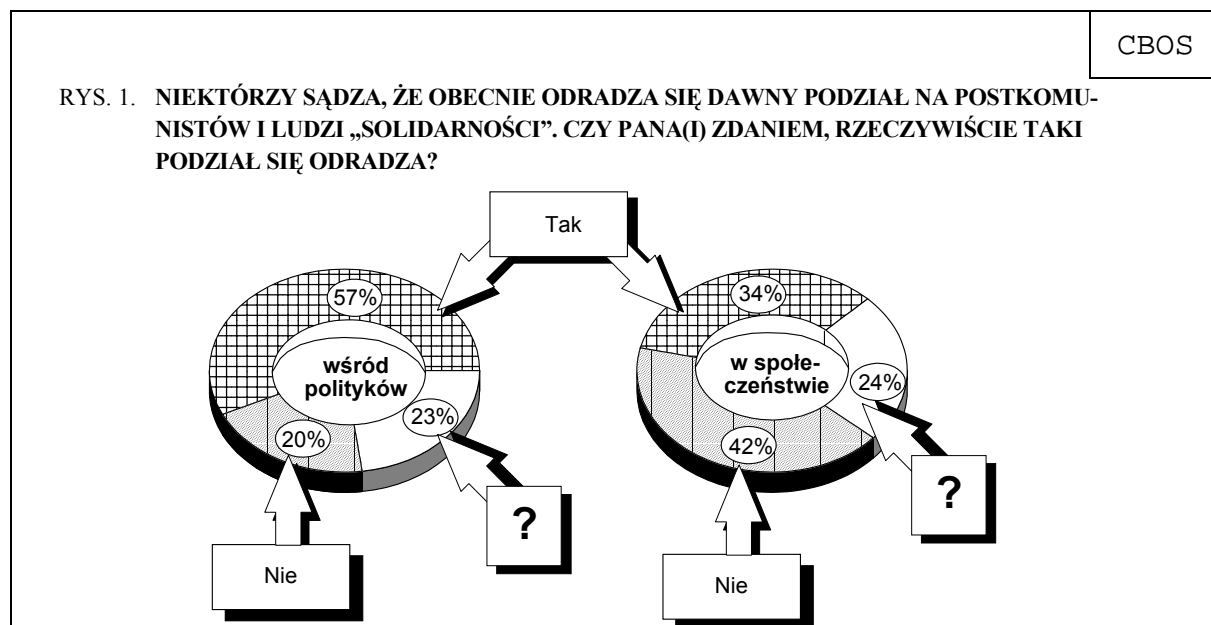 CBOS
RYS. 1. NIEKTÓRZY SĄDZA, ŻE OBECNIE ODRADZA SIĘ DAWNY PODZIAŁ NA POSTKOMU-
NISTÓW I LUDZI „SOLIDARNOŚCI”. CZY PANA(I) ZDANIEM, RZECZYWIŚCIE TAKI
PODZIAŁ SIĘ ODRADZA?
Tak
57%
wśród
polityków
23%
20%
?
Nie
34%
w społe-
czeństwie
24%
42%
?
Nie